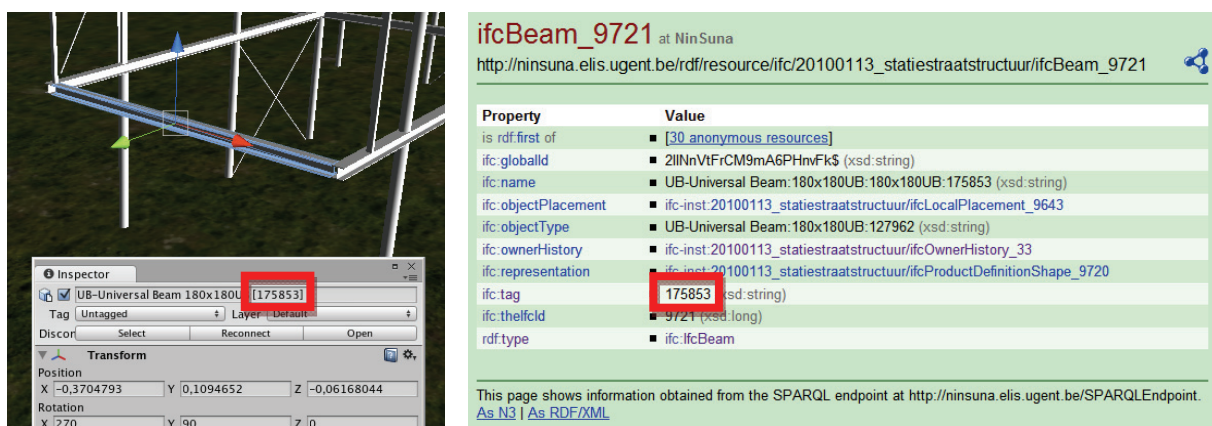 Inspector
UB-Universal Beam 180x180U [175853]
Tag Untagged Layer Default
Select Reconnect Open
Transform
Position
X -0,3704793 Y 0,1094652 Z -0,06168044
Rotation
X 270 Y 90 Z 0
ifcBeam_9721 at NinSuna
http://ninsuna.elis.ugent.be/rdf/resource/ifc/20100113_statiestraatstructuur/ifcBeam_9721
Property Value
is rdf:first of ▪ [30 anonymous resources]
ifc:globalId ▪ 2IlNnVtFrCM9mA6PHnvFk$ (xsd:string)
ifc:name ▪ UB-Universal Beam:180x180UB:180x180UB:175853 (xsd:string)
ifc:objectPlacement ▪ ifc-inst:20100113_statiestraatstructuur/ifcLocalPlacement_9643
ifc:objectType ▪ UB-Universal Beam:180x180UB:127962 (xsd:string)
ifc:ownerHistory ▪ ifc-inst:20100113_statiestraatstructuur/ifcOwnerHistory_33
ifc:representation ▪ ifc-inst:20100113_statiestraatstructuur/ifcProductDefinitionShape_9720
ifc:tag 175853 xsd:string)
ifc:theIfcId ▪ 9721 (xsd:long)
rdf:type ▪ ifc:IfcBeam
This page shows information obtained from the SPARQL endpoint at http://ninsuna.elis.ugent.be/SPARQLEndpoint.
As N3 | As RDF/XML